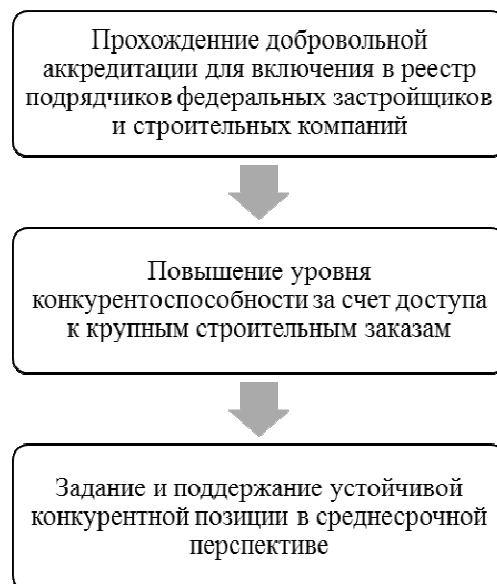 Прохожденние добровольной
аккредитации для включения в реестр
подрядчиков федеральных застройщиков
и строительных компаний
Повышение уровня
конкурентоспособности за счет доступа
к крупным строительным заказам
Задание и поддержание устойчивой
конкурентной позиции в среднесрочной
перспективе